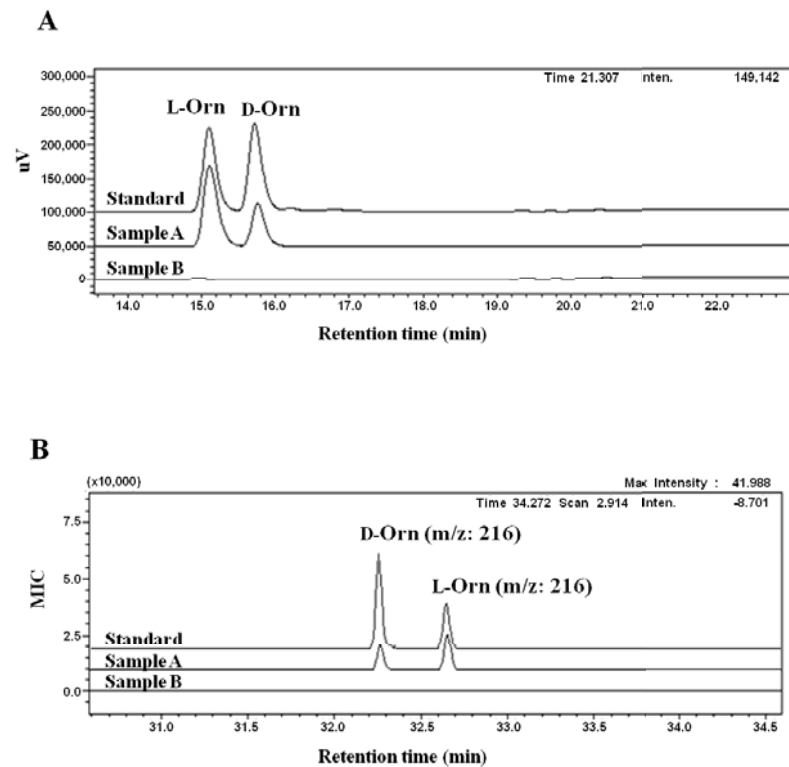 A
Time 21.307 Inten. 149,142
300,000
250,000
200,000
150,000
100,000
50,000
0
uV
L-Orn D-Orn
Standard
Sample A
Sample B
14.0 15.0 16.0 17.0 18.0 19.0 20.0 21.0 22.0
Retention time (min)
B
(x10,000)
Max Intensity : 41.988
Time 34.272 Scan 2.914 Inten. -8.701
7.5
5.0
2.5
0.0
MIC
D-Orn (m/z: 216)
L-Orn (m/z: 216)
Standard
Sample A
Sample B
31.0 31.5 32.0 32.5 33.0 33.5 34.0 34.5
Retention time (min)